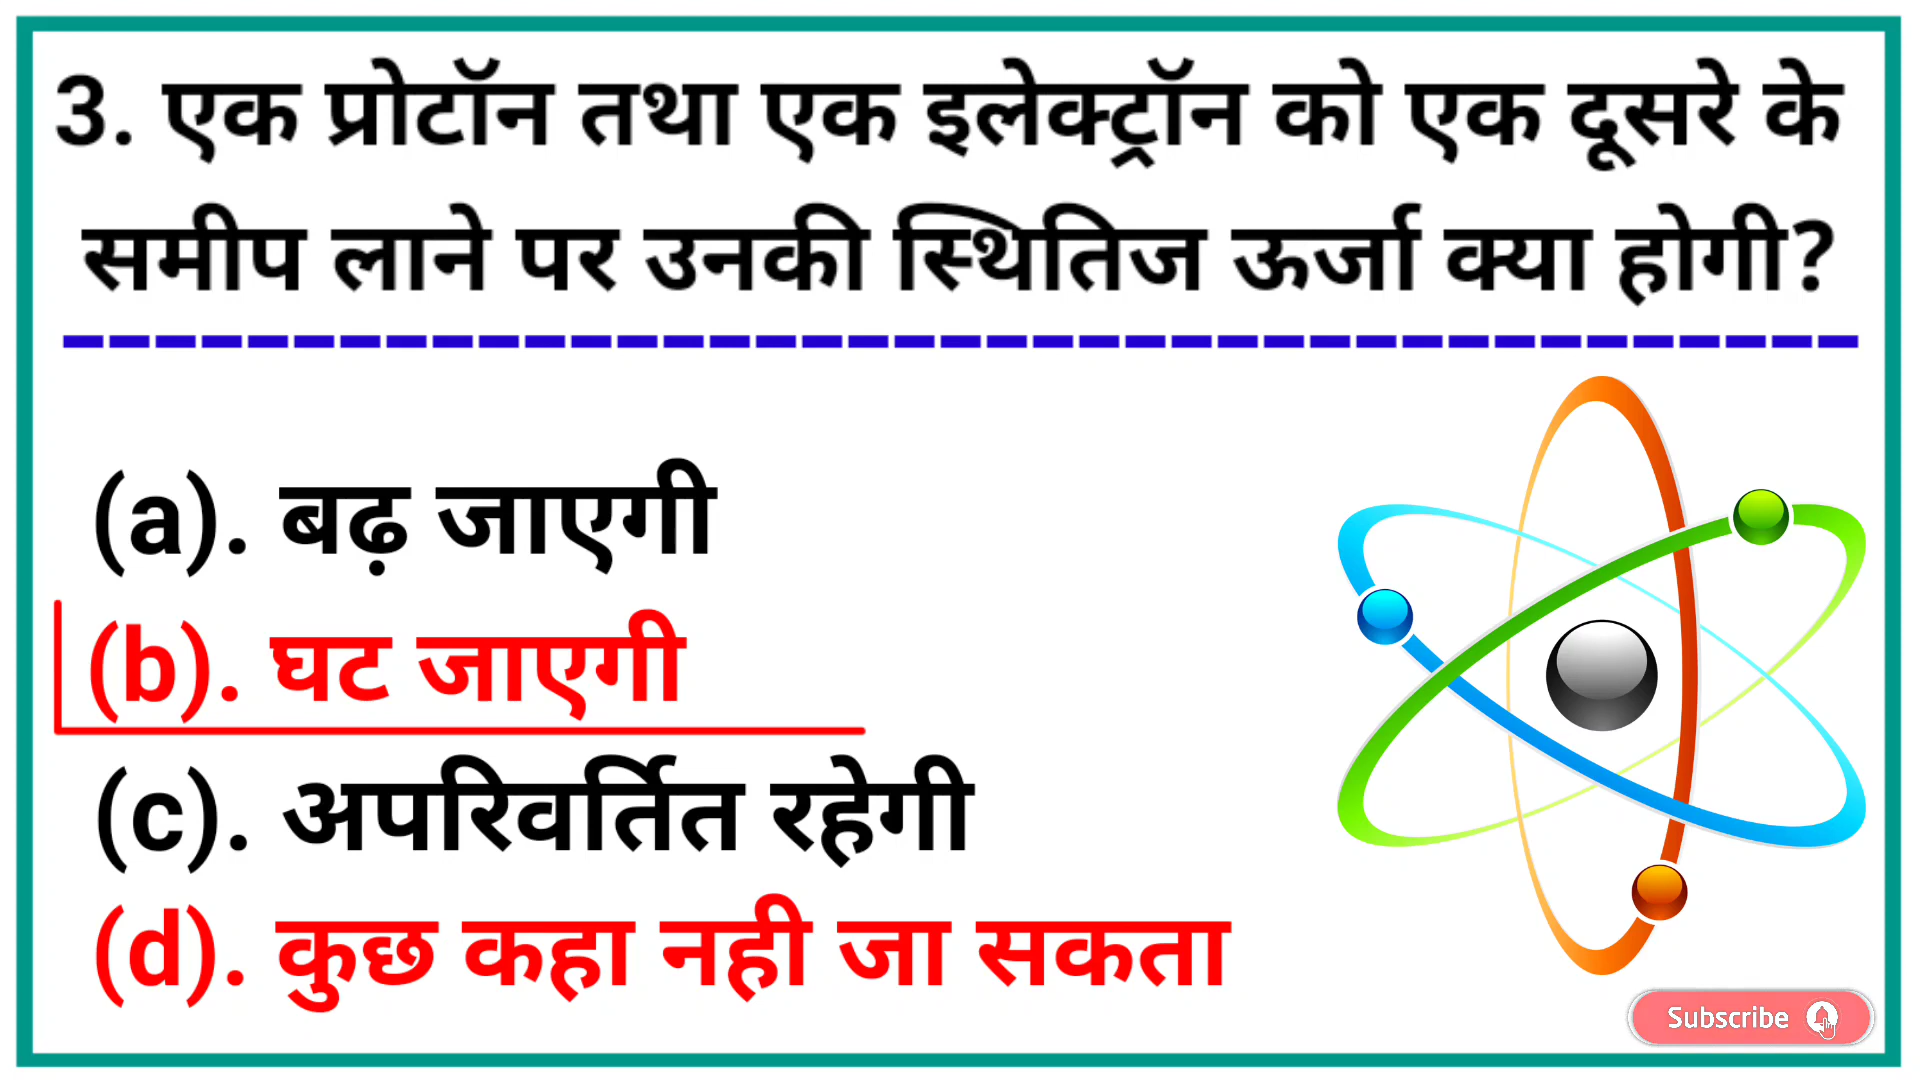 3. एक प्रोटॉन तथा एक इलेक्ट्रॉन को एक दूसरे के
समीप लाने पर उनकी स्थितिज ऊर्जा क्या होगी?
(a). बढ़ जाएगी
(b). घट जाएगी
(c). अपरिवर्तित रहेगी
(d). कुछ कहा नही जा सकता
Subscribe